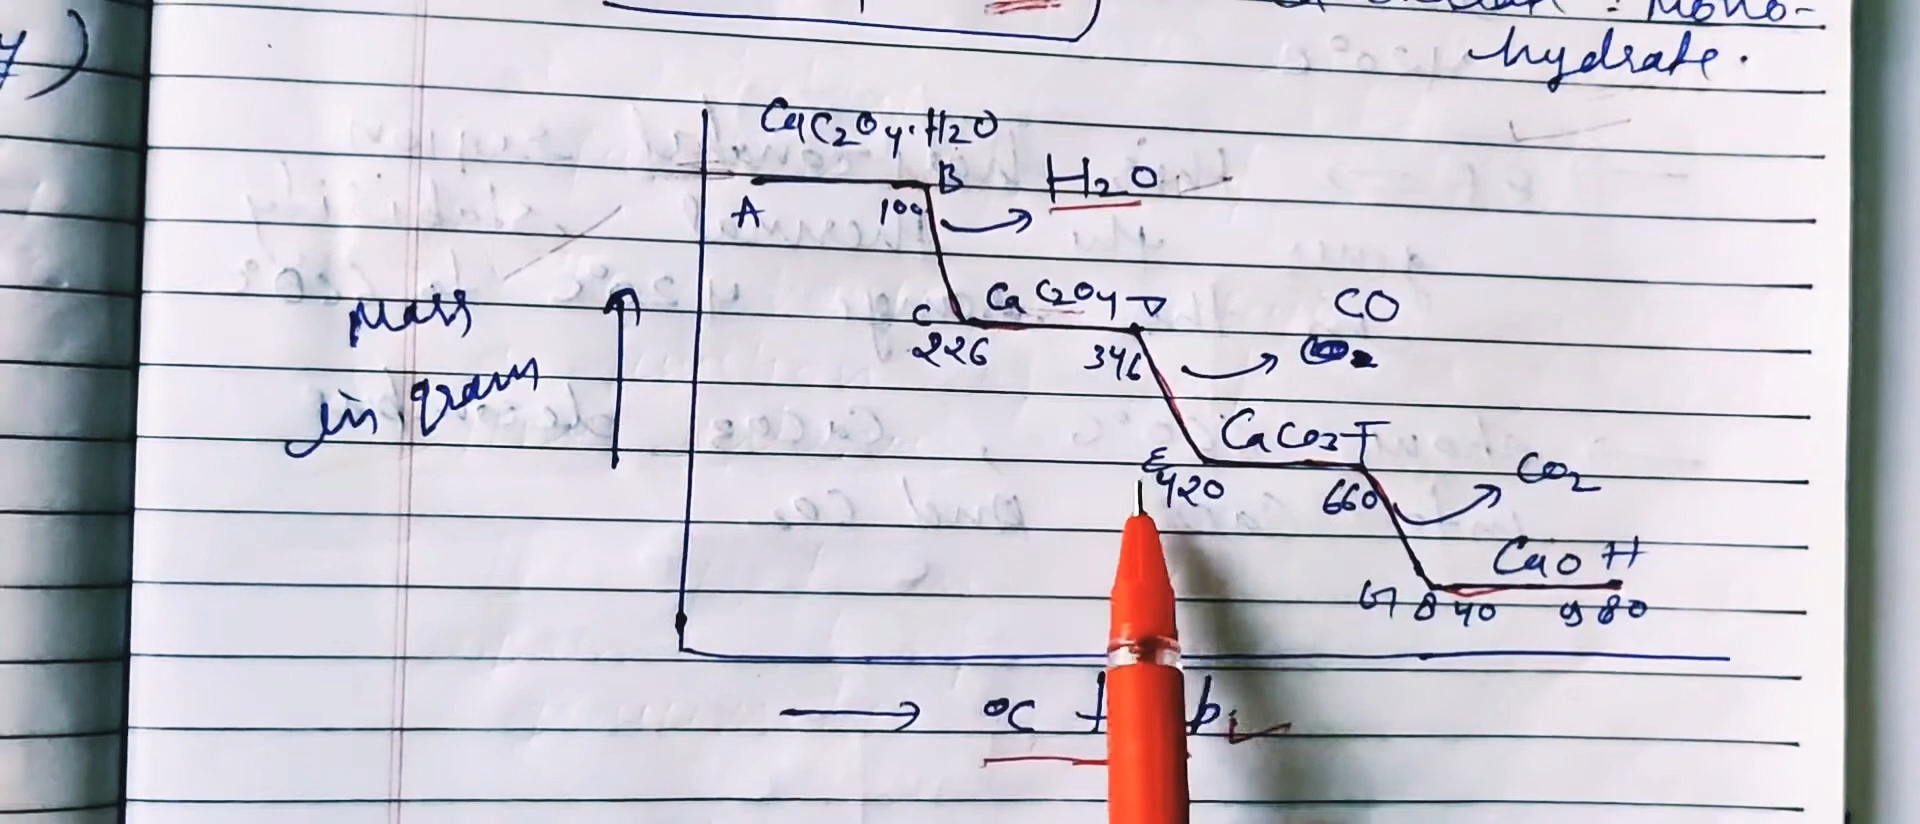 y)
Mono-
hydrate.
CaC2O4.H2O
A
B
H2O
100
CaC2O4
D
CO
C
226
346
CaCO3
F
CO2
E
420
660
CaO
H
G
840
980
Mass
in gram
°C